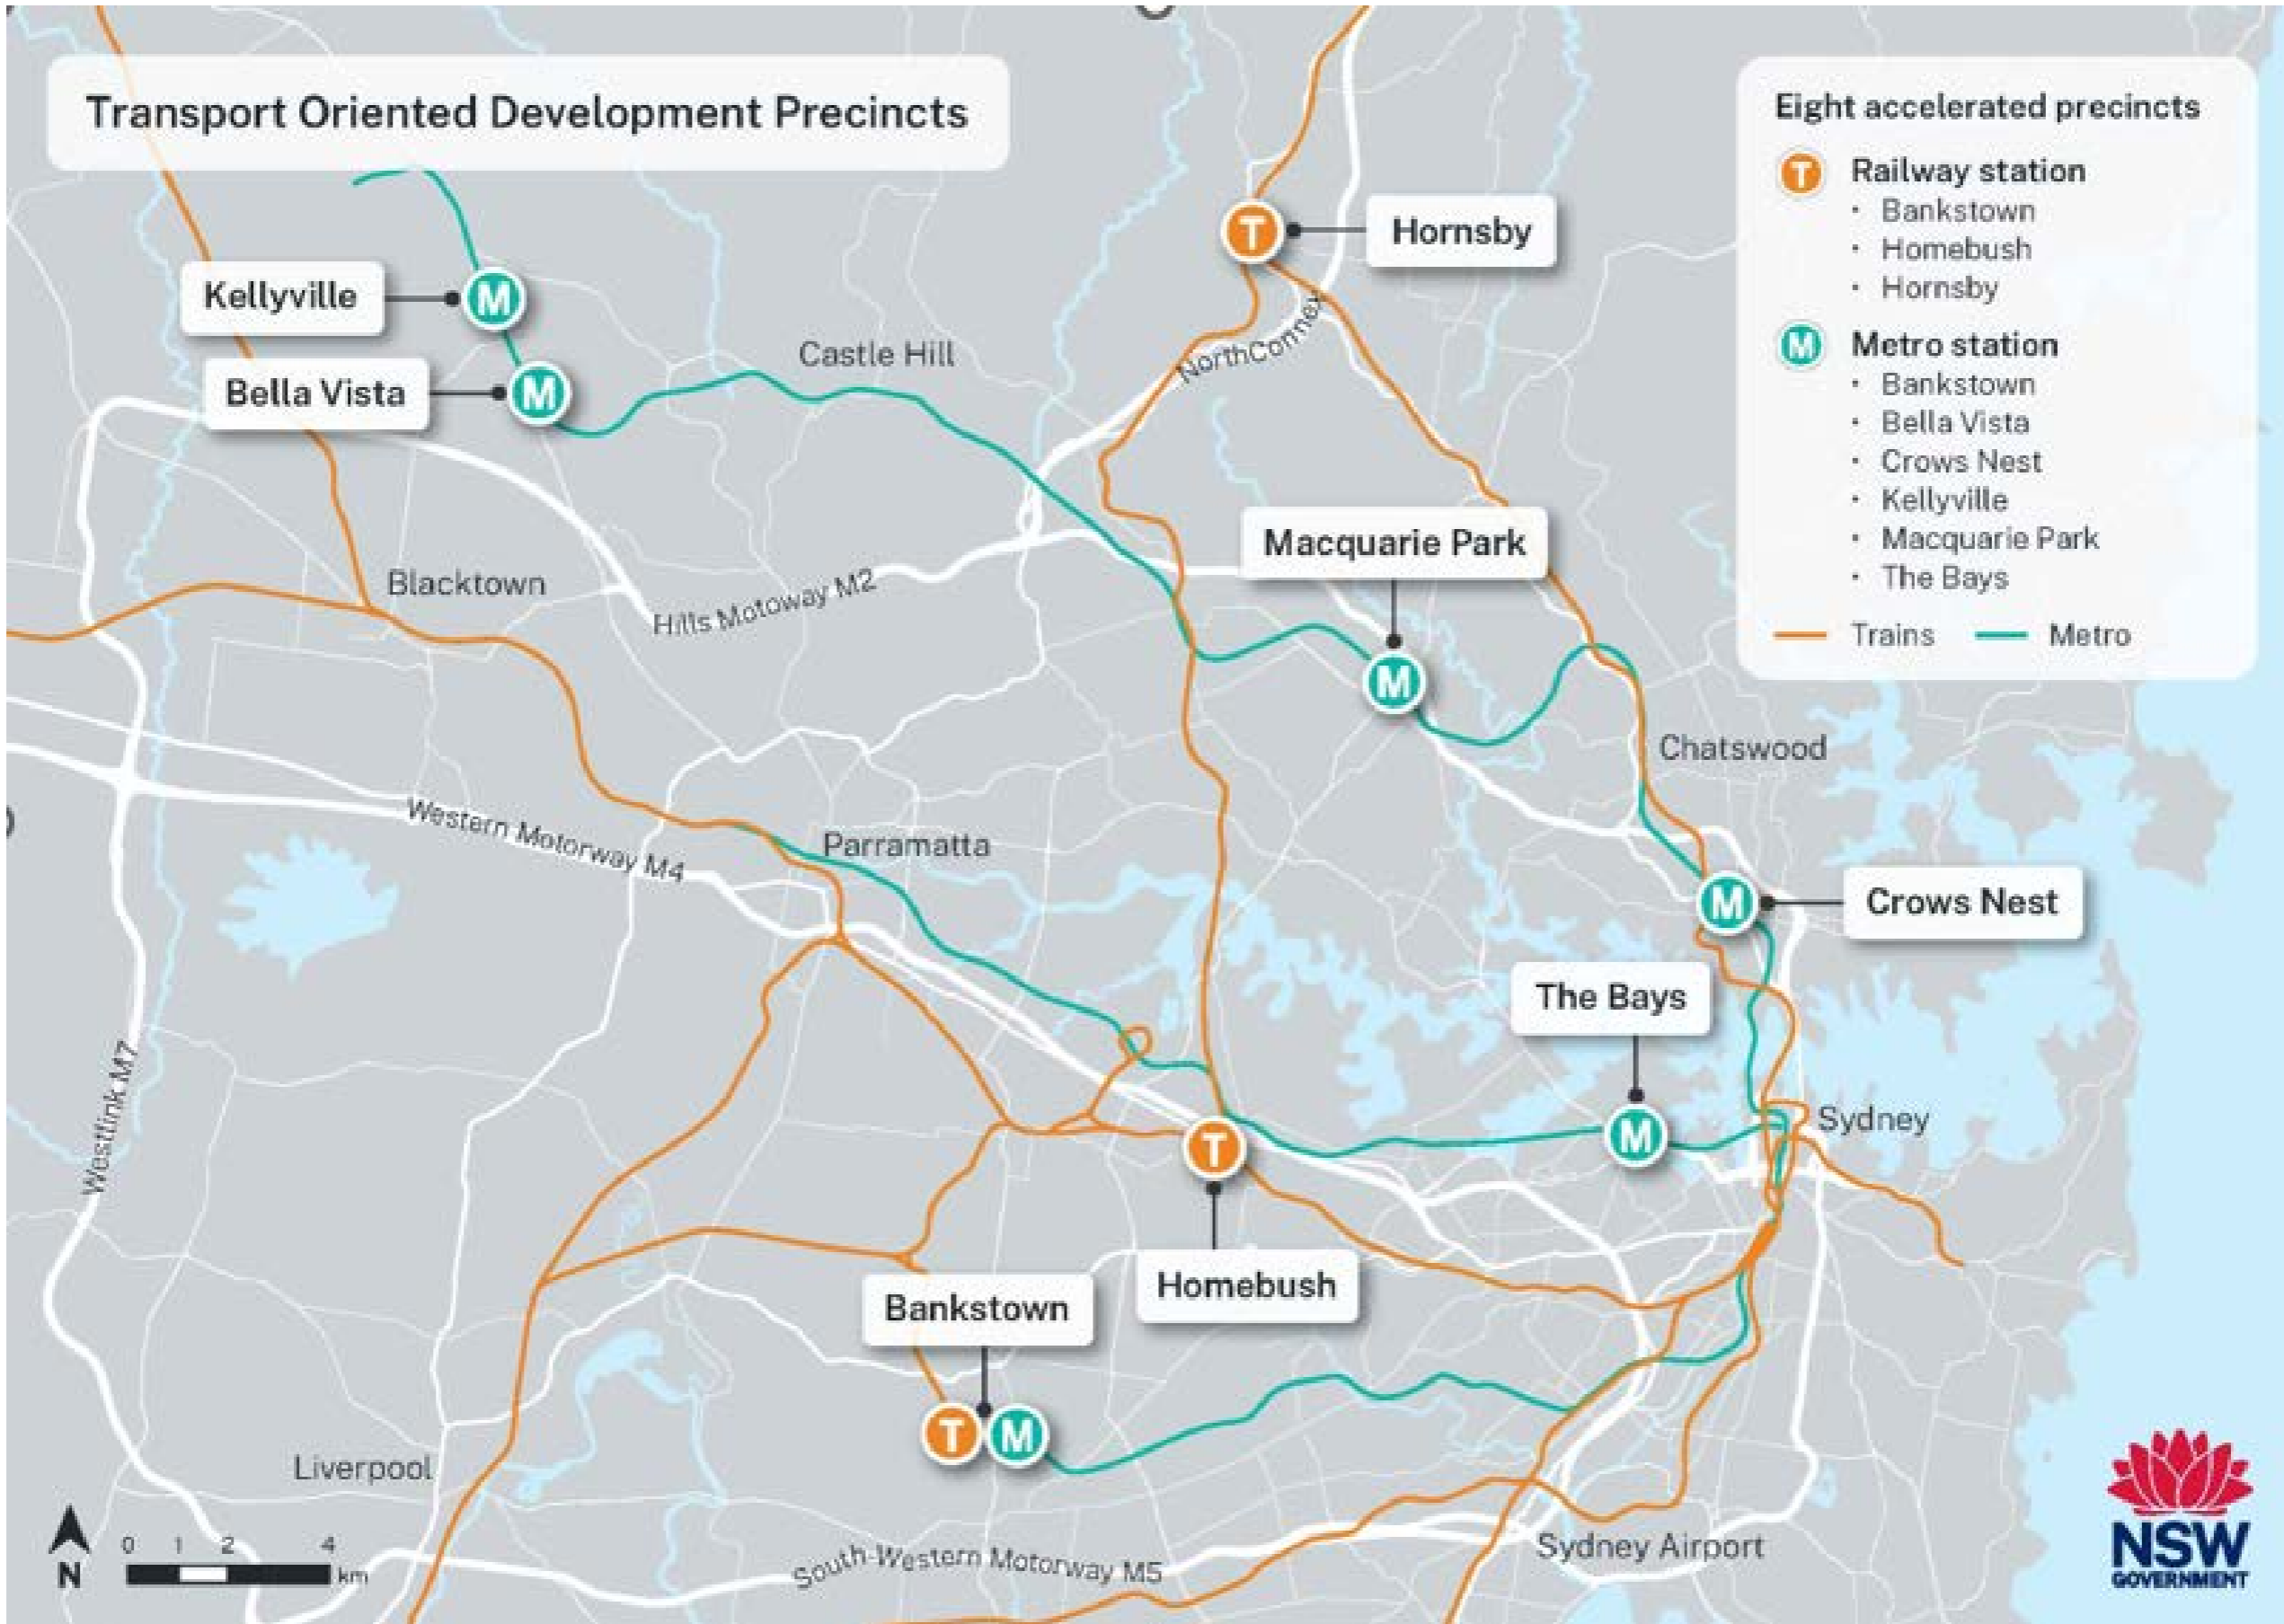 Transport Oriented Development Precincts
Eight accelerated precincts
T Railway station
• Bankstown
• Homebush
• Hornsby
M Metro station
• Bankstown
• Bella Vista
• Crows Nest
• Kellyville
• Macquarie Park
• The Bays
Trains Metro
T Hornsby
Kellyville M
Bella Vista M
Castle Hill
NorthConnex
Macquarie Park
M
Blacktown
Hills Motoway M2
Chatswood
Western Motorway M4
Parramatta
M Crows Nest
The Bays
M
Sydney
Westlink M7
T
Homebush
Bankstown
T M
Liverpool
South-Western Motorway M5
Sydney Airport
N
0 1 2 4
km
NSW
GOVERNMENT